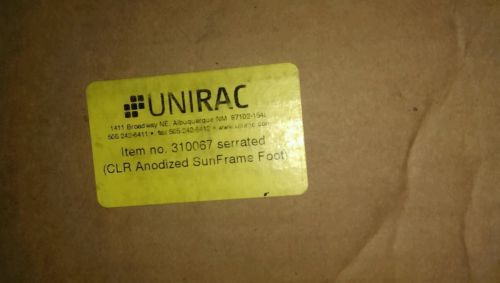 UNIRAC
1411 Broadway NE, Albuquerque NM 87102-1545
505-242-6411 • fax 505-242-6412 • www.unirac.com
Item no. 310067 serrated
(CLR Anodized SunFrame Foot)